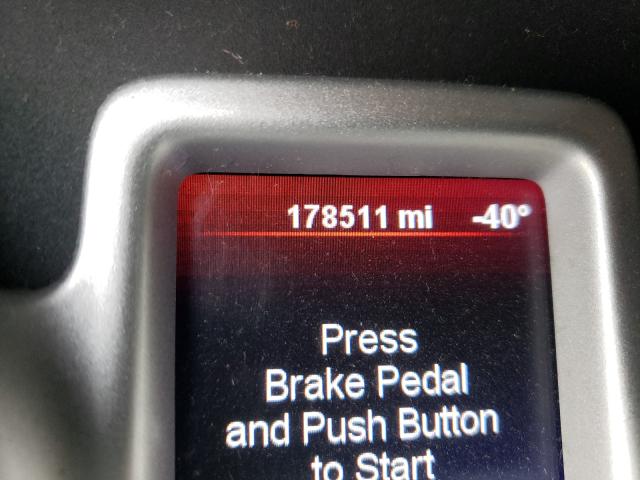 178511 mi -40°
Press
Brake Pedal
and Push Button
to Start